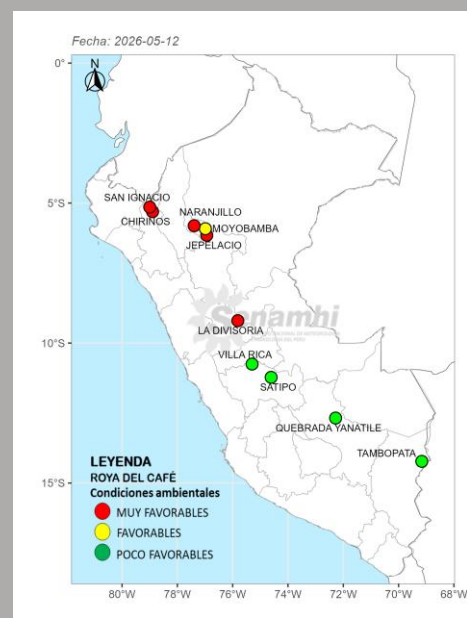 Fecha: 2026-05-12
N
0°
5°S
10°S
15°S
SAN IGNACIO
CHIRINOS
NARANJILLO
MOYOBAMBA
JEPELACIO
Senamhi
LA DIVISORIA
VILLA RICA
SATIPO
QUEBRADA YANATILE
TAMBOPATA
LEYENDA
ROYA DEL CAFÉ
Condiciones ambientales
MUY FAVORABLES
FAVORABLES
POCO FAVORABLES
80°W 78°W 76°W 74°W 72°W 70°W 68°W